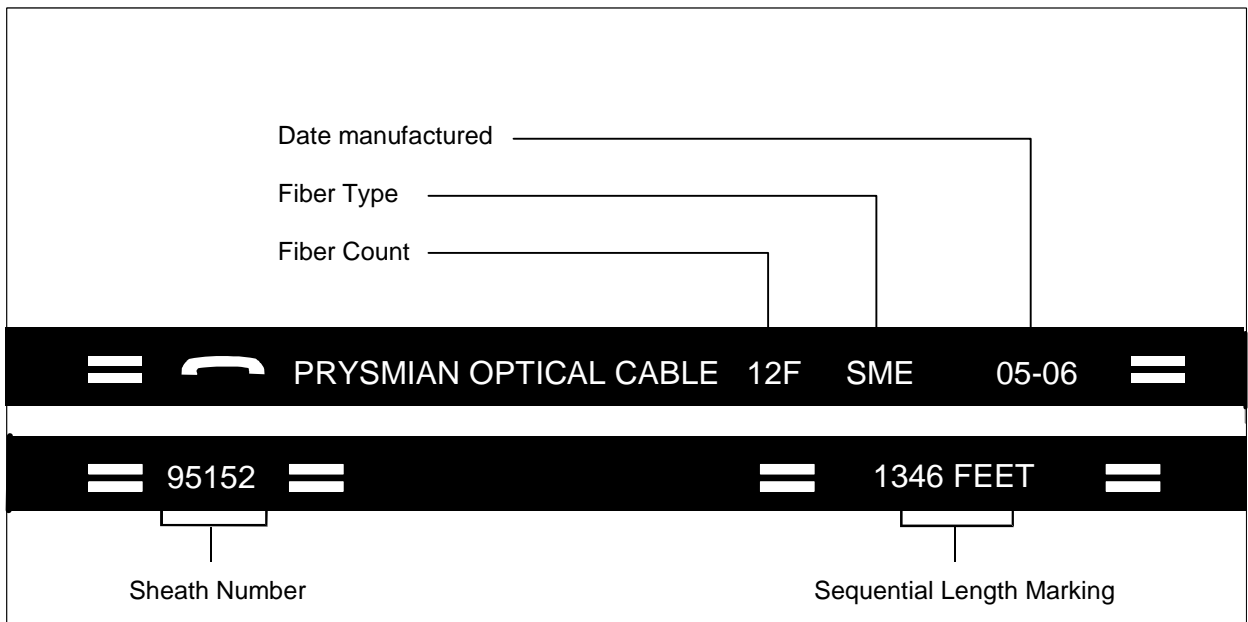 Date manufactured
Fiber Type
Fiber Count
PRYSMIAN OPTICAL CABLE 12F SME 05-06
95152 1346 FEET
Sheath Number Sequential Length Marking